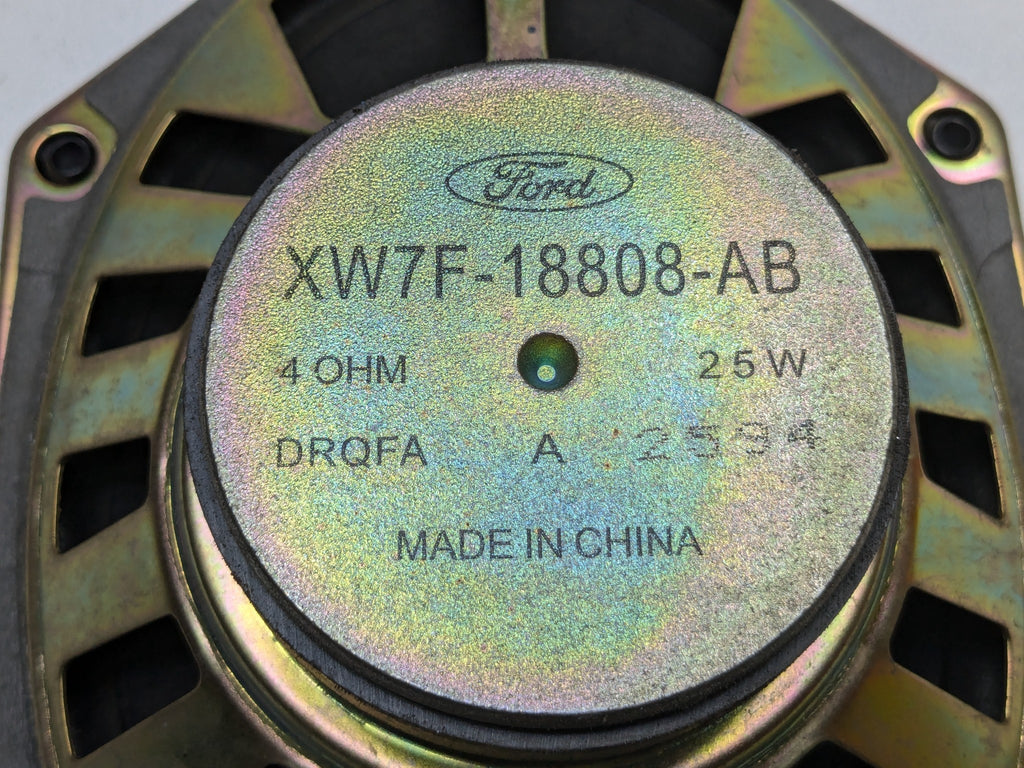 Ford
XW7F-18808-AB
4 OHM 25 W
DRQFA A 2594
MADE IN CHINA